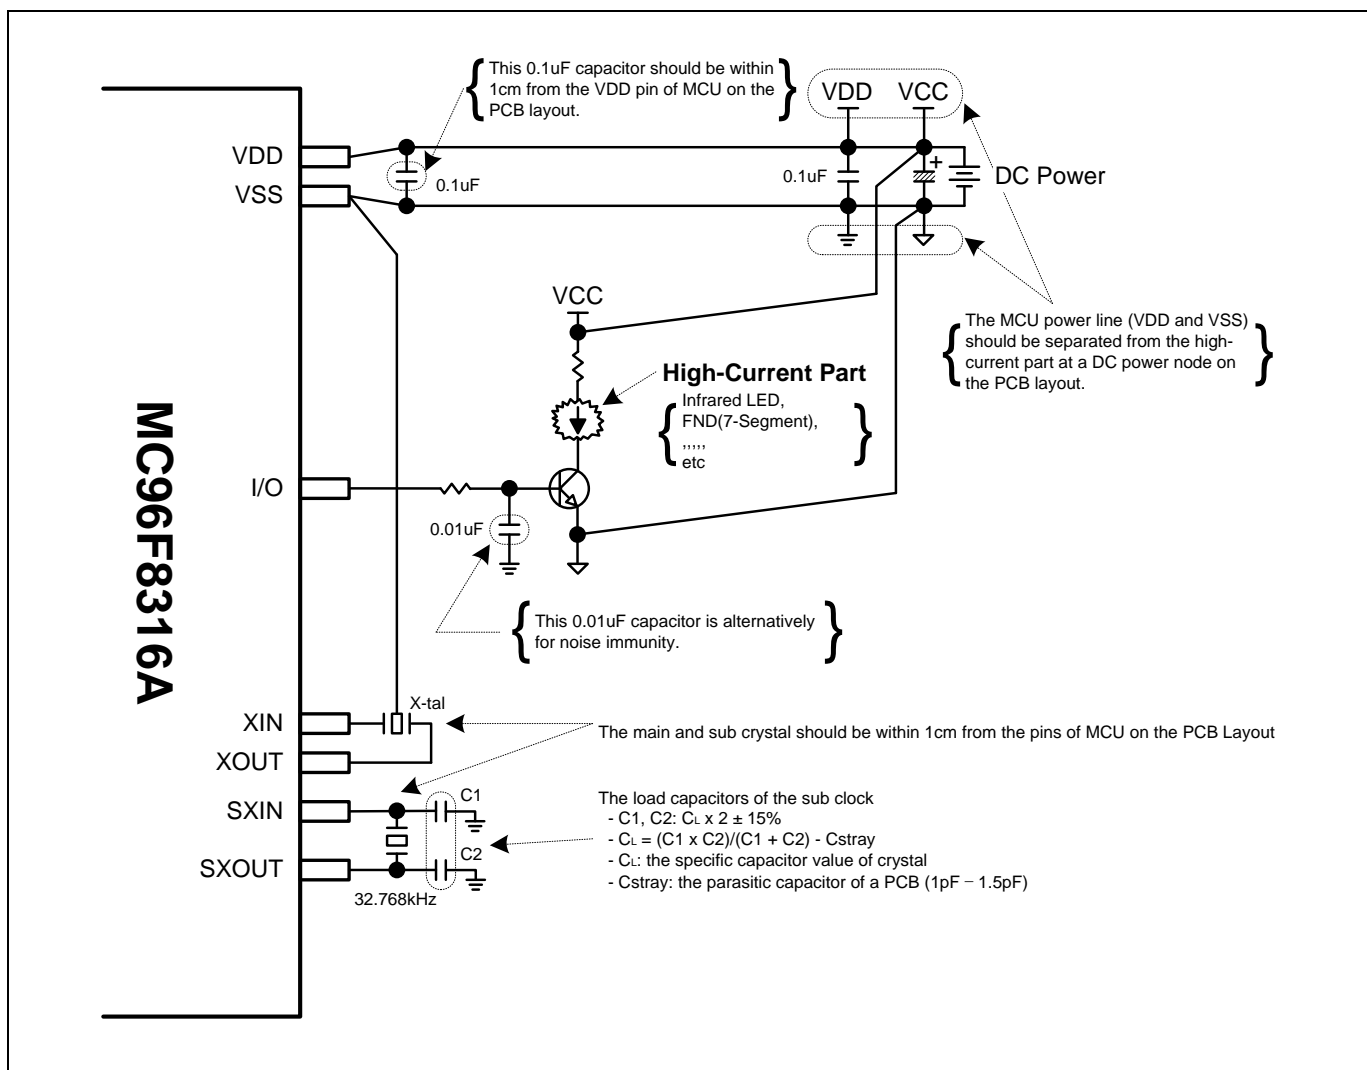 This 0.1uF capacitor should be within
1cm from the VDD pin of MCU on the
PCB layout.
VDD VCC
VDD
VSS
0.1uF
0.1uF
+
DC Power
The MCU power line (VDD and VSS)
should be separated from the high-
current part at a DC power node on
the PCB layout.
VCC
High-Current Part
Infrared LED,
FND(7-Segment),
,,,,,
etc
MC96F8316A
I/O
0.01uF
This 0.01uF capacitor is alternatively
for noise immunity.
X-tal
XIN
XOUT
The main and sub crystal should be within 1cm from the pins of MCU on the PCB Layout
SXIN
C1
SXOUT
C2
32.768kHz
The load capacitors of the sub clock
- C1, C2: CL x 2 ± 15%
- CL = (C1 x C2)/(C1 + C2) - Cstray
- CL: the specific capacitor value of crystal
- Cstray: the parasitic capacitor of a PCB (1pF – 1.5pF)